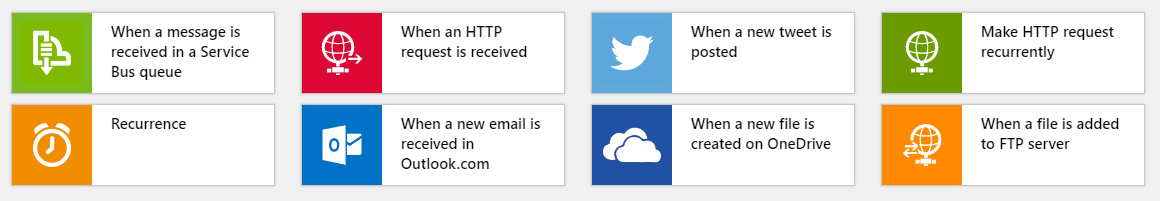 When a message is
received in a Service
Bus queue
When an HTTP
request is received
When a new tweet is
posted
Make HTTP request
recurrently
Recurrence
When a new email is
received in
Outlook.com
When a new file is
created on OneDrive
When a file is added
to FTP server